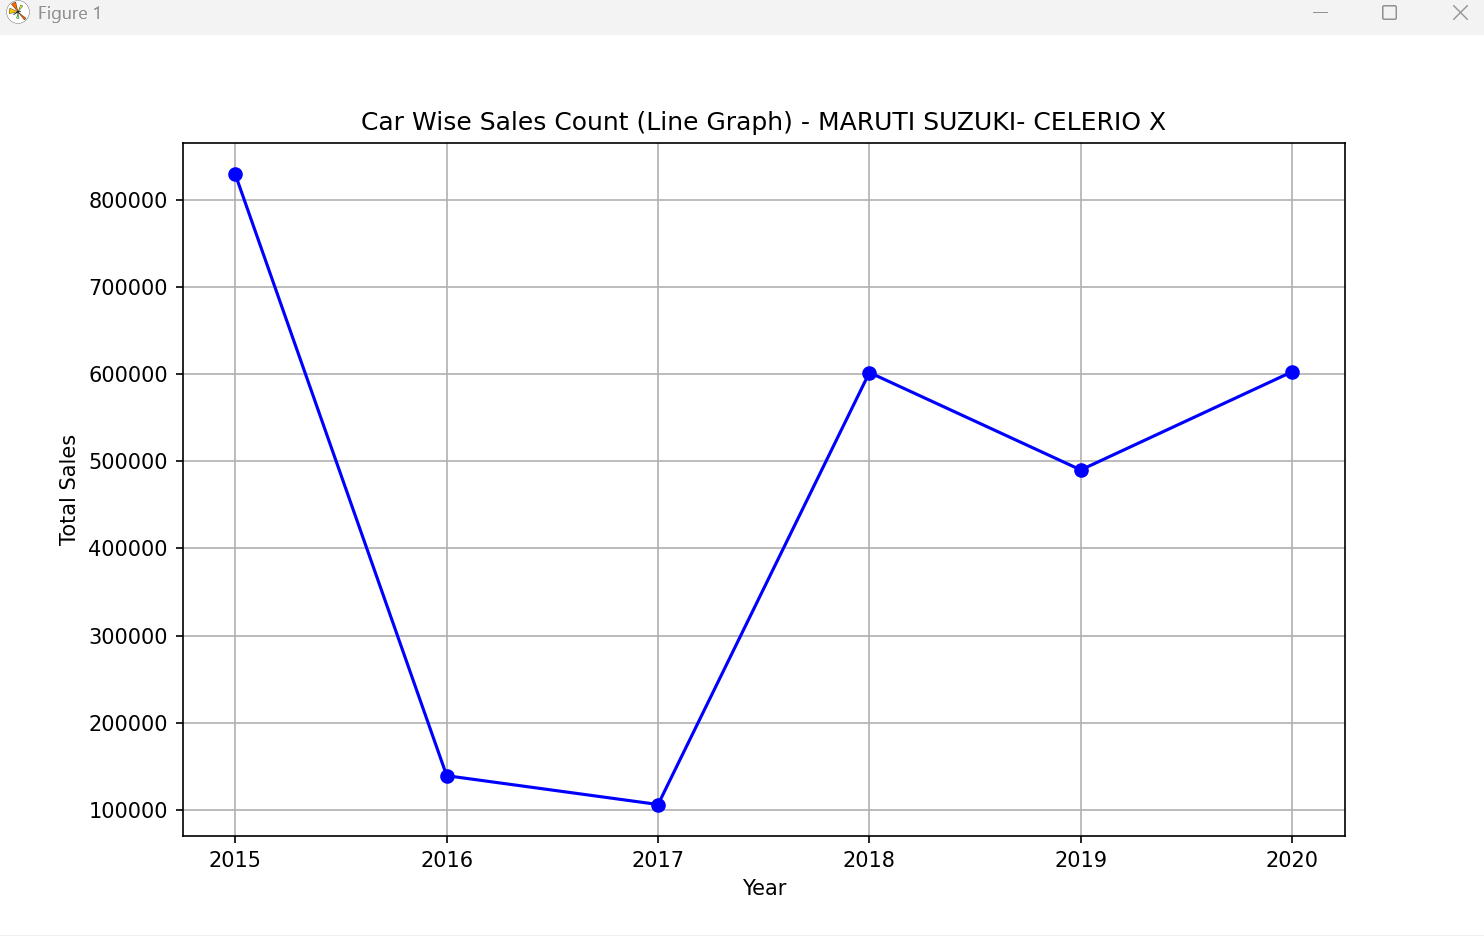 Figure 1
Car Wise Sales Count (Line Graph) - MARUTI SUZUKI- CELERIO X
800000
700000
600000
500000
400000
300000
200000
100000
Total Sales
2015 2016 2017 2018 2019 2020
Year